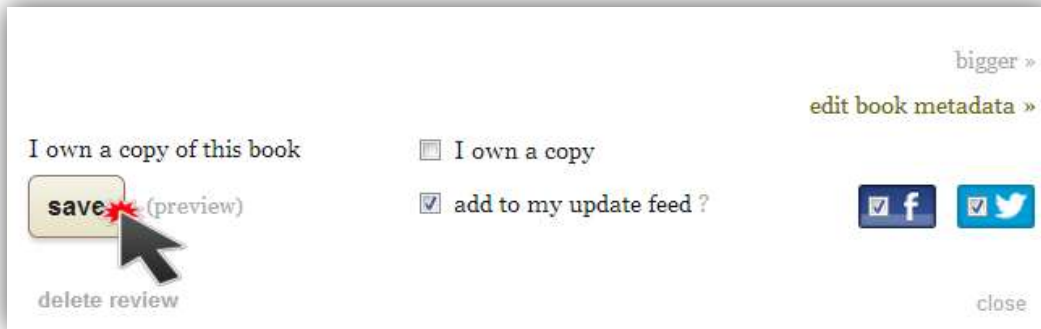 bigger »
edit book metadata »
I own a copy of this book
I own a copy
save (preview)
add to my update feed ?
f
delete review
close